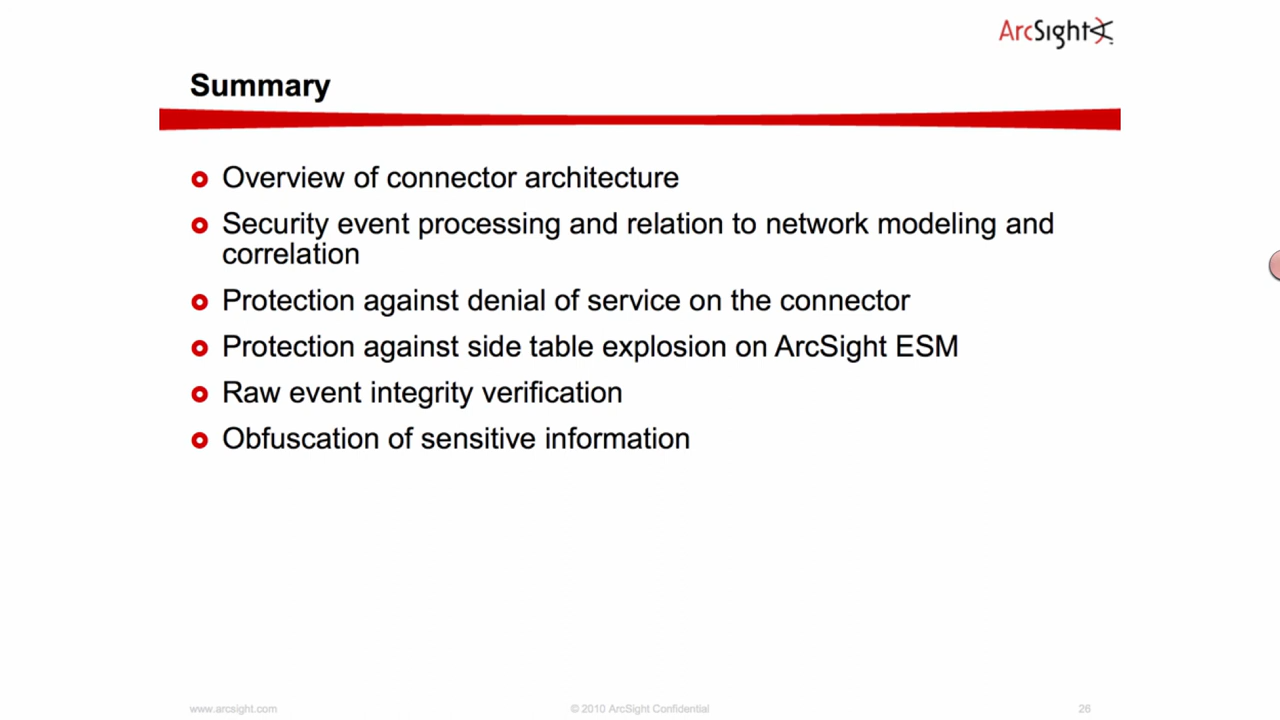 ArcSight
Summary
Overview of connector architecture
Security event processing and relation to network modeling and
correlation
Protection against denial of service on the connector
Protection against side table explosion on ArcSight ESM
Raw event integrity verification
Obfuscation of sensitive information
www.arcsight.com
© 2010 ArcSight Confidential
26